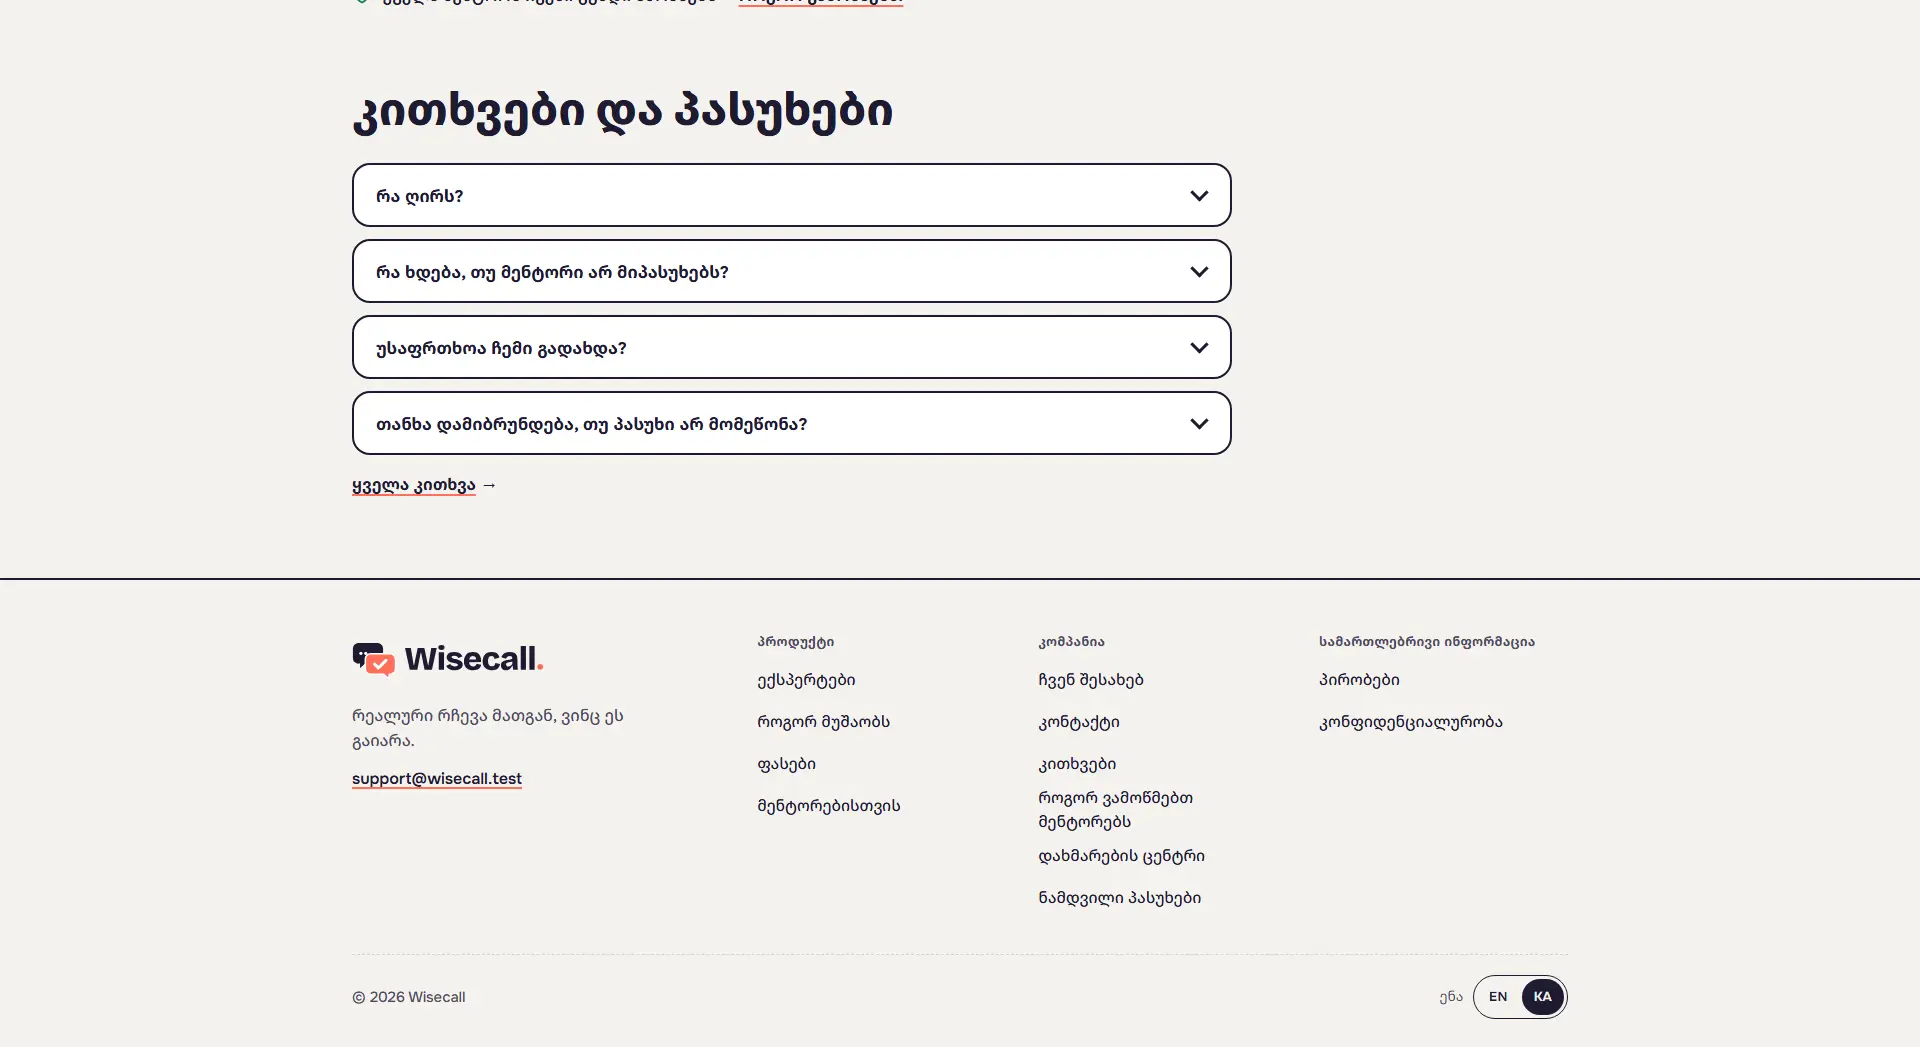 კითხვები და პასუხები
რა ღირს?
რა ხდება, თუ მენტორი არ მიპასუხებს?
უსაფრთხოა ჩემი გადახდა?
თანხა დამიბრუნდება, თუ პასუხი არ მომეწონა?
ყველა კითხვა →
Wisecall.
რეალური რჩევა მათგან, ვინც ეს
გაიარა.
support@wisecall.test
პროდუქტი
ექსპერტები
როგორ მუშაობს
ფასები
მენტორებისთვის
კომპანია
ჩვენ შესახებ
კონტაქტი
კითხვები
როგორ ვამოწმებთ
მენტორებს
დახმარების ცენტრი
ნამდვილი პასუხები
სამართლებრივი ინფორმაცია
პირობები
კონფიდენციალურობა
© 2026 Wisecall
ენა EN KA